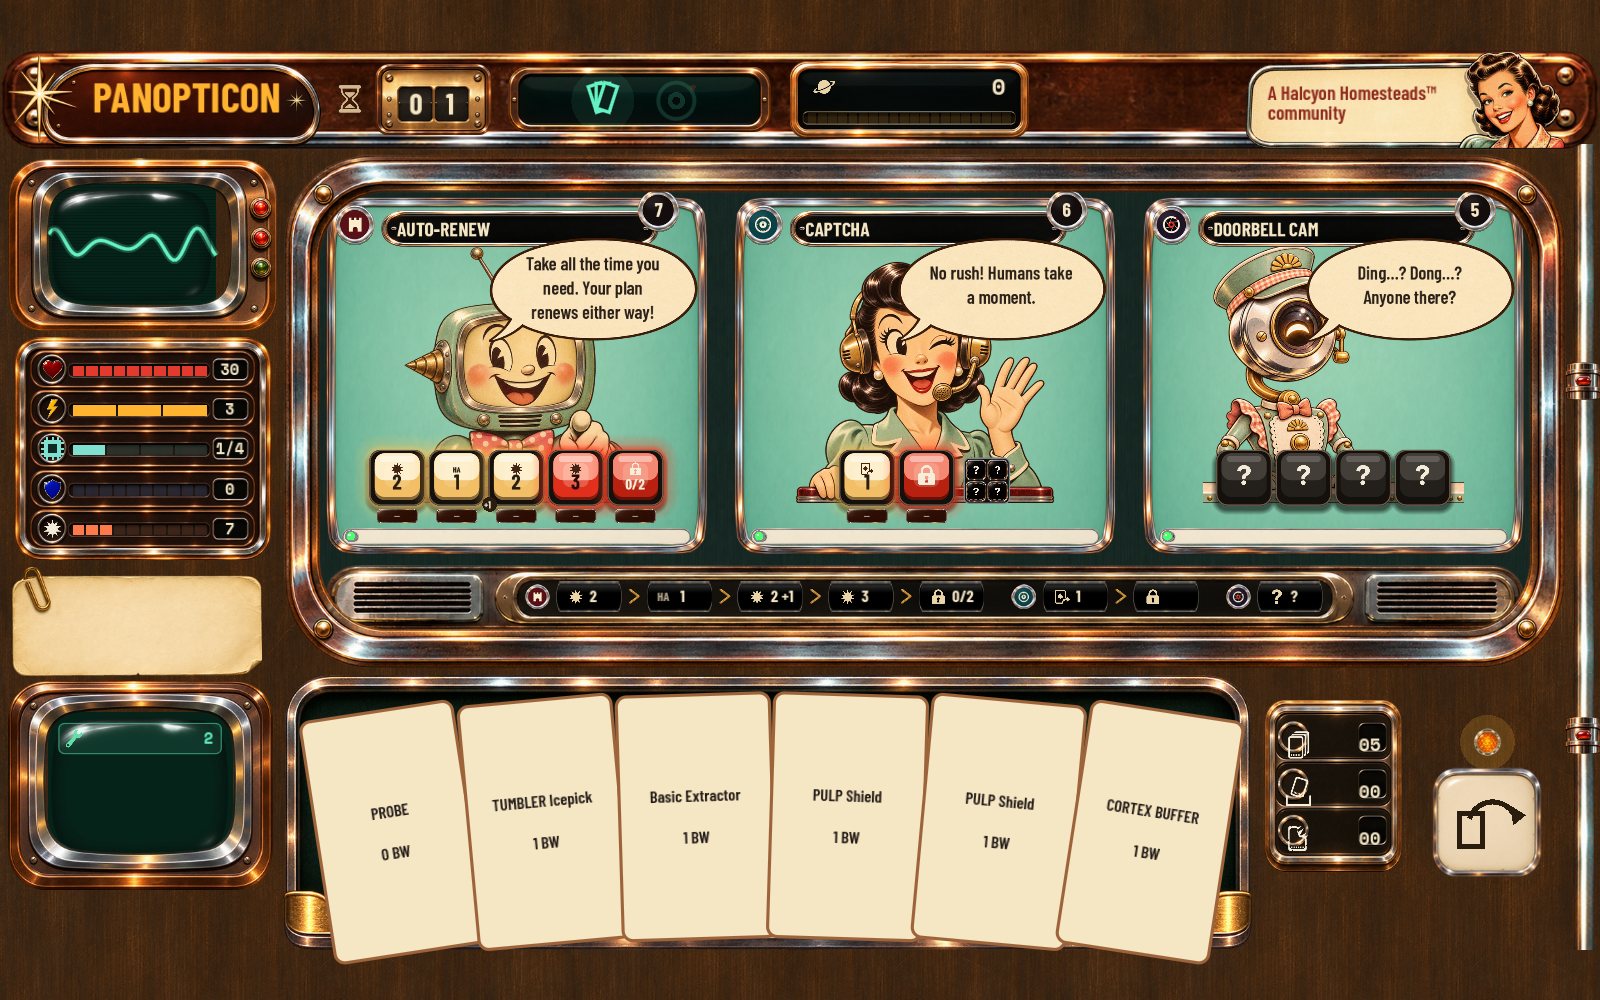 PANOPTICON
0 1
0
A Halcyon Homesteads™
community
AUTO-RENEW
7
Take all the time you
need. Your plan
renews either way!
2
HA
1
+1
2
3
0/2
CAPTCHA
6
No rush! Humans take
a moment.
1
? ?
? ?
DOORBELL CAM
5
Ding...? Dong...?
Anyone there?
? ? ? ?
30
3
1/4
0
7
2 > HA 1 > 2 +1 > 3 > 0/2 1 > ? ?
2
PROBE
0 BW
TUMBLER Icepick
1 BW
Basic Extractor
1 BW
PULP Shield
1 BW
PULP Shield
1 BW
CORTEX BUFFER
1 BW
05
00
00